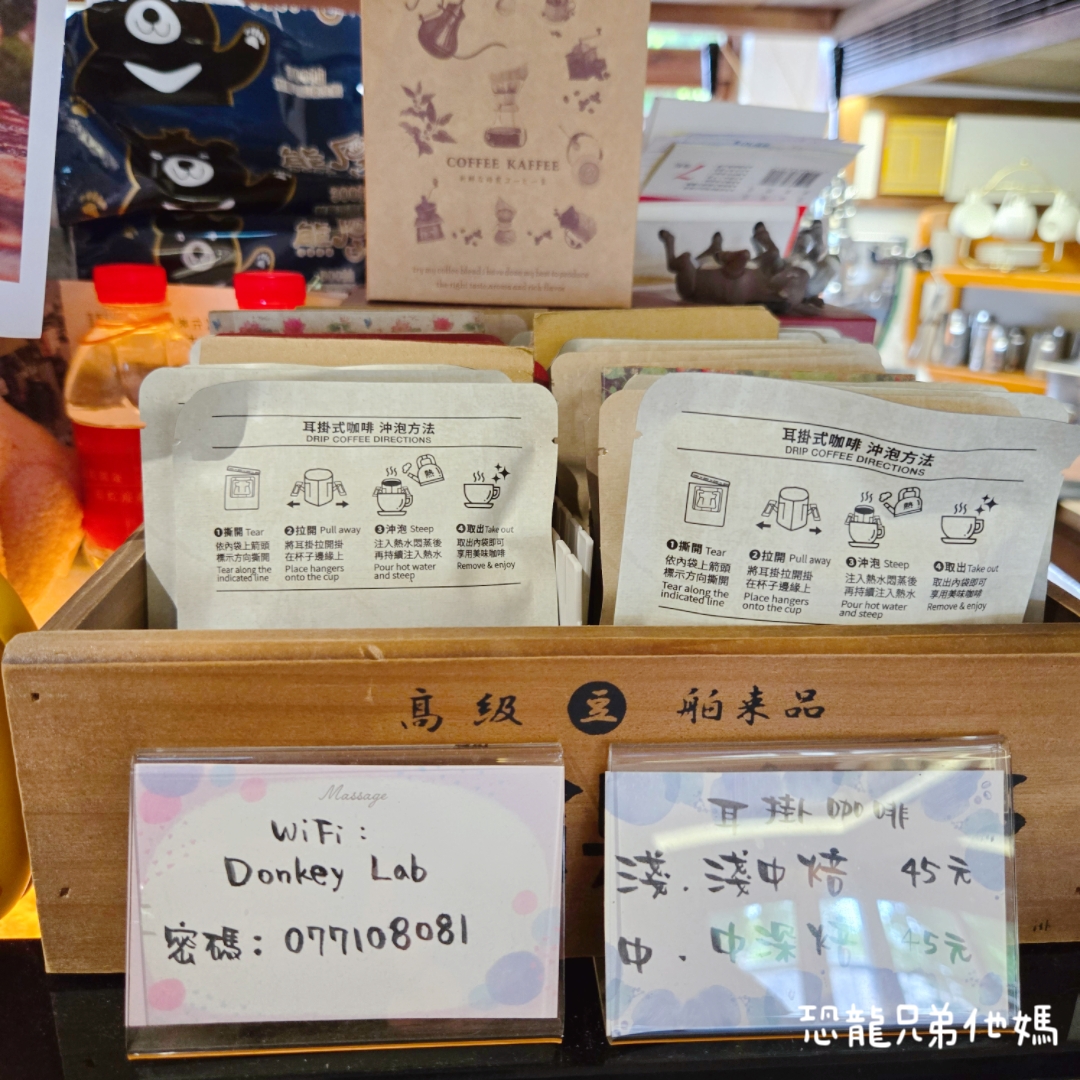 COFFEE KAFFEE
耳掛式咖啡 沖泡方法
DRIP COFFEE DIRECTIONS
熱
❶撕開 Tear
依內袋上箭頭
標示方向撕開
Tear along the
indicated line
❷拉開 Pull away
將耳掛拉開掛
在杯子邊緣上
Place hangers
onto the cup
❸沖泡 Steep
注入熱水悶蒸後
再持續注入熱水
Pour hot water
and steep
❹取出 Take out
取出內袋即可
享用美味咖啡
Remove & enjoy
耳掛式咖啡 沖泡方法
DRIP COFFEE DIRECTIONS
熱
❶撕開 Tear
依內袋上箭頭
標示方向撕開
Tear along the
indicated line
❷拉開 Pull away
將耳掛拉開掛
在杯子邊緣上
Place hangers
onto the cup
❸沖泡 Steep
注入熱水悶蒸後
再持續注入熱水
Pour hot water
and steep
❹取出 Take out
取出內袋即可
享用美味咖啡
Remove & enjoy
高級 豆 舶来品
Massage
WiFi:
Donkey Lab
密碼: 077108081
耳掛咖啡
淺．淺中焙 45元
中．中深焙 45元
恐龍兄弟他媽